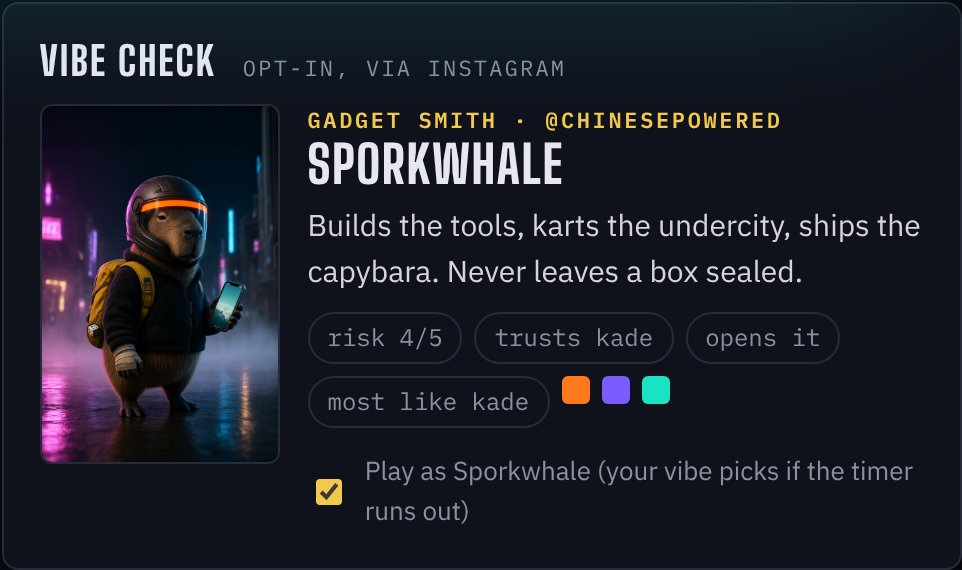 VIBE CHECK OPT-IN, VIA INSTAGRAM
GADGET SMITH · @CHINESEPOWERED
SPORKWHALE
Builds the tools, karts the undercity, ships the
capybara. Never leaves a box sealed.
risk 4/5 trusts kade opens it
most like kade
Play as Sporkwhale (your vibe picks if the timer
runs out)